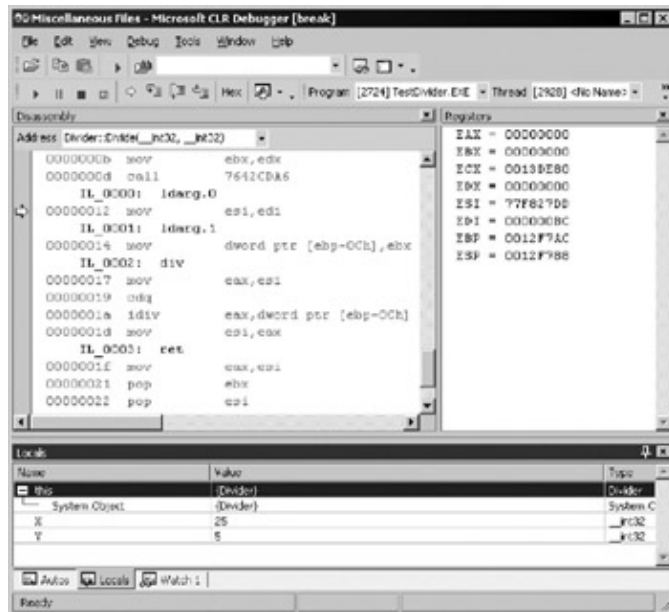 Miscellaneous Files - Microsoft CLR Debugger [break]
File Edit View Debug Tools Window Help
Hex Program [2724] TestDivider.EXE Thread [2928] <No Name>
Disassembly
Address Divider::Divide(__int32, __int32)
0000000b mov ebx,edx
0000000d call 7642CDA6
IL_0000: ldarg.0
00000012 mov esi,edi
IL_0001: ldarg.1
00000014 mov dword ptr [ebp-0Ch],ebx
IL_0002: div
00000017 mov eax,esi
00000019 cdq
0000001a idiv eax,dword ptr [ebp-0Ch]
0000001d mov esi,eax
IL_0003: ret
0000001f mov eax,esi
00000021 pop ebx
00000022 pop esi
Registers
EAX = 00000000
EBX = 00000000
ECX = 0013DE80
EDX = 00000000
ESI = 77F827DD
EDI = 000000BC
EBP = 0012F7AC
ESP = 0012F788
Locals
Name Value Type
this {Divider} Divider
System.Object {Divider} System.O
X 25 __int32
Y 5 __int32
Autos Locals Watch 1
Ready